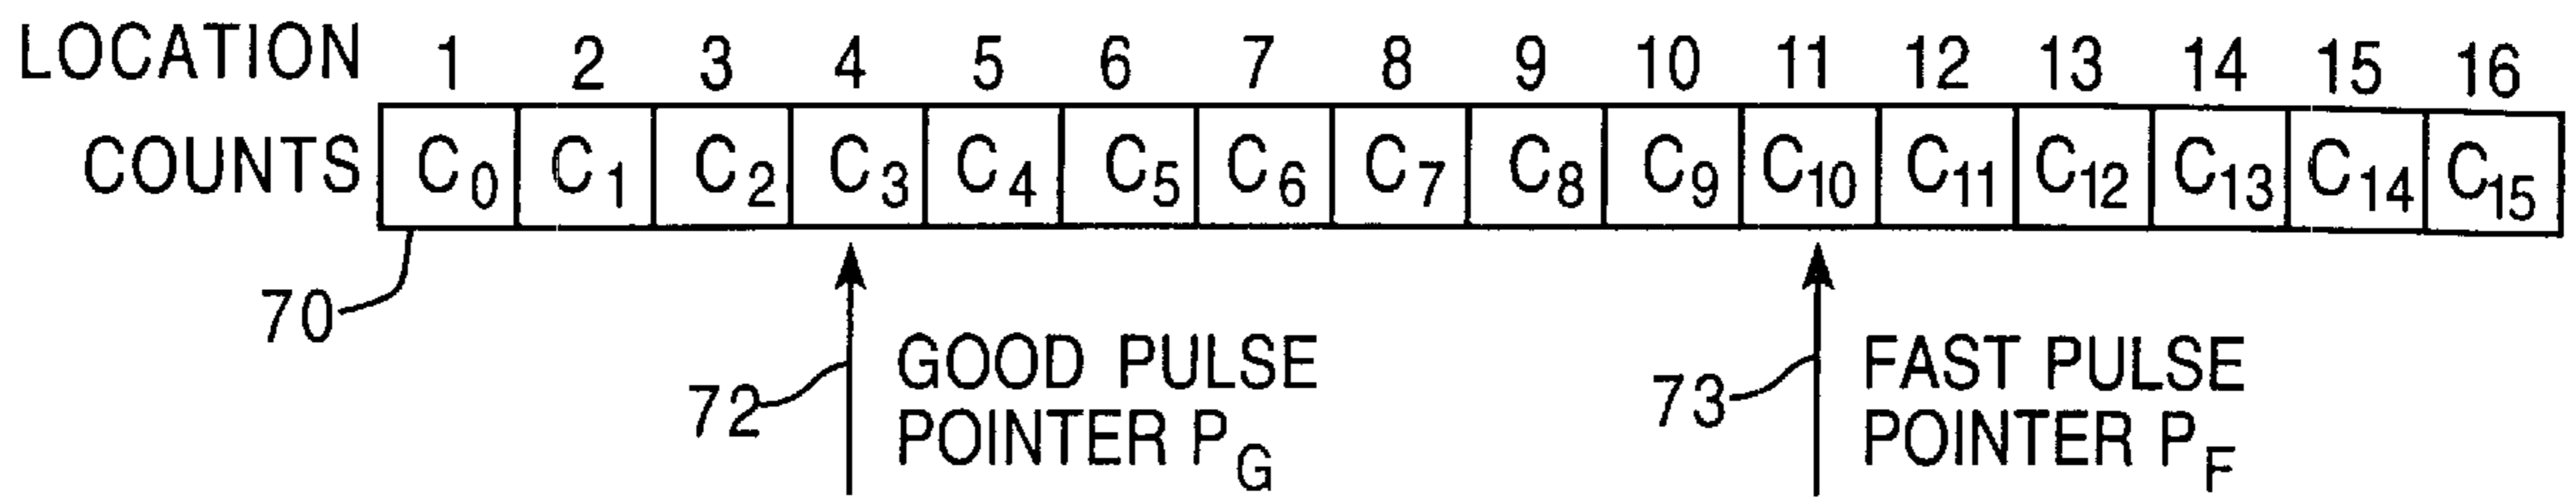 LOCATION 1 2 3 4 5 6 7 8 9 10 11 12 13 14 15 16
COUNTS C0 C1 C2 C3 C4 C5 C6 C7 C8 C9 C10 C11 C12 C13 C14 C15
70
72
GOOD PULSE
POINTER PG
73
FAST PULSE
POINTER PF